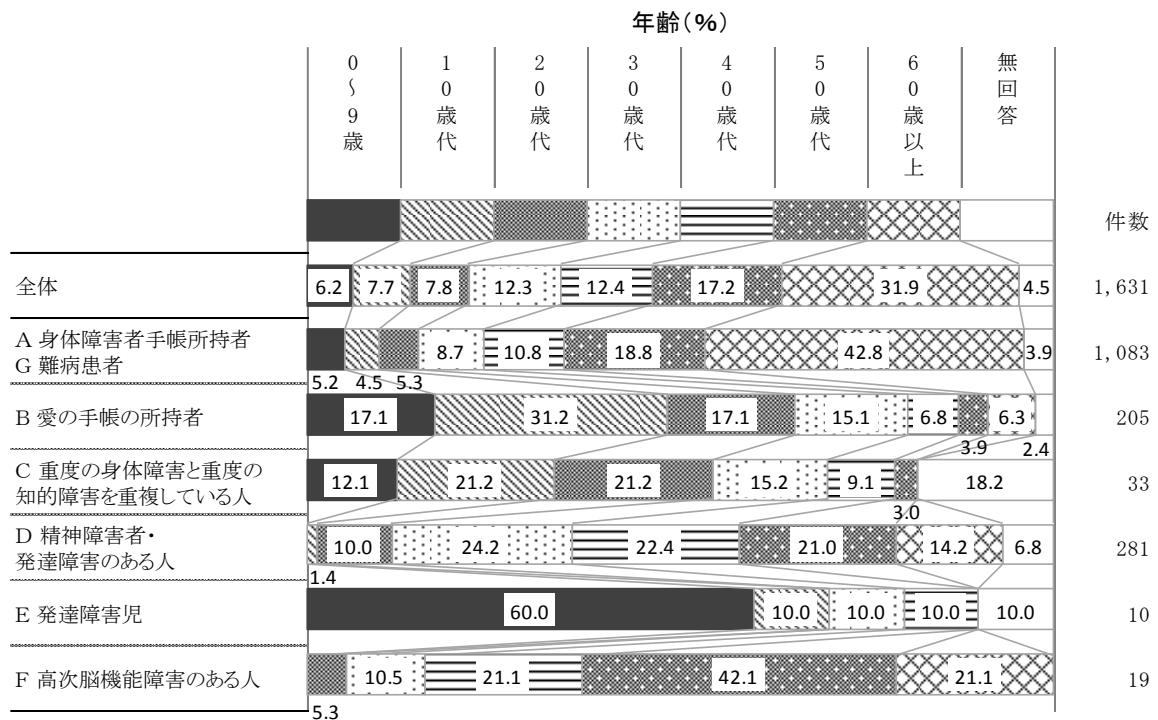 年齢(%)
0～9歳
10歳代
20歳代
30歳代
40歳代
50歳代
60歳以上
無回答
件数
全体
6.2 7.7 7.8 12.3 12.4 17.2 31.9 4.5 1,631
A 身体障害者手帳所持者
G 難病患者
8.7 10.8 18.8 42.8 3.9 1,083
5.2 4.5 5.3
B 愛の手帳の所持者
17.1 31.2 17.1 15.1 6.8 6.3 205
3.9 2.4
C 重度の身体障害と重度の
知的障害を重複している人
12.1 21.2 21.2 15.2 9.1 18.2 33
3.0
D 精神障害者・
発達障害のある人
10.0 24.2 22.4 21.0 14.2 6.8 281
1.4
E 発達障害児
60.0 10.0 10.0 10.0 10.0 10
F 高次脳機能障害のある人
10.5 21.1 42.1 21.1 19
5.3